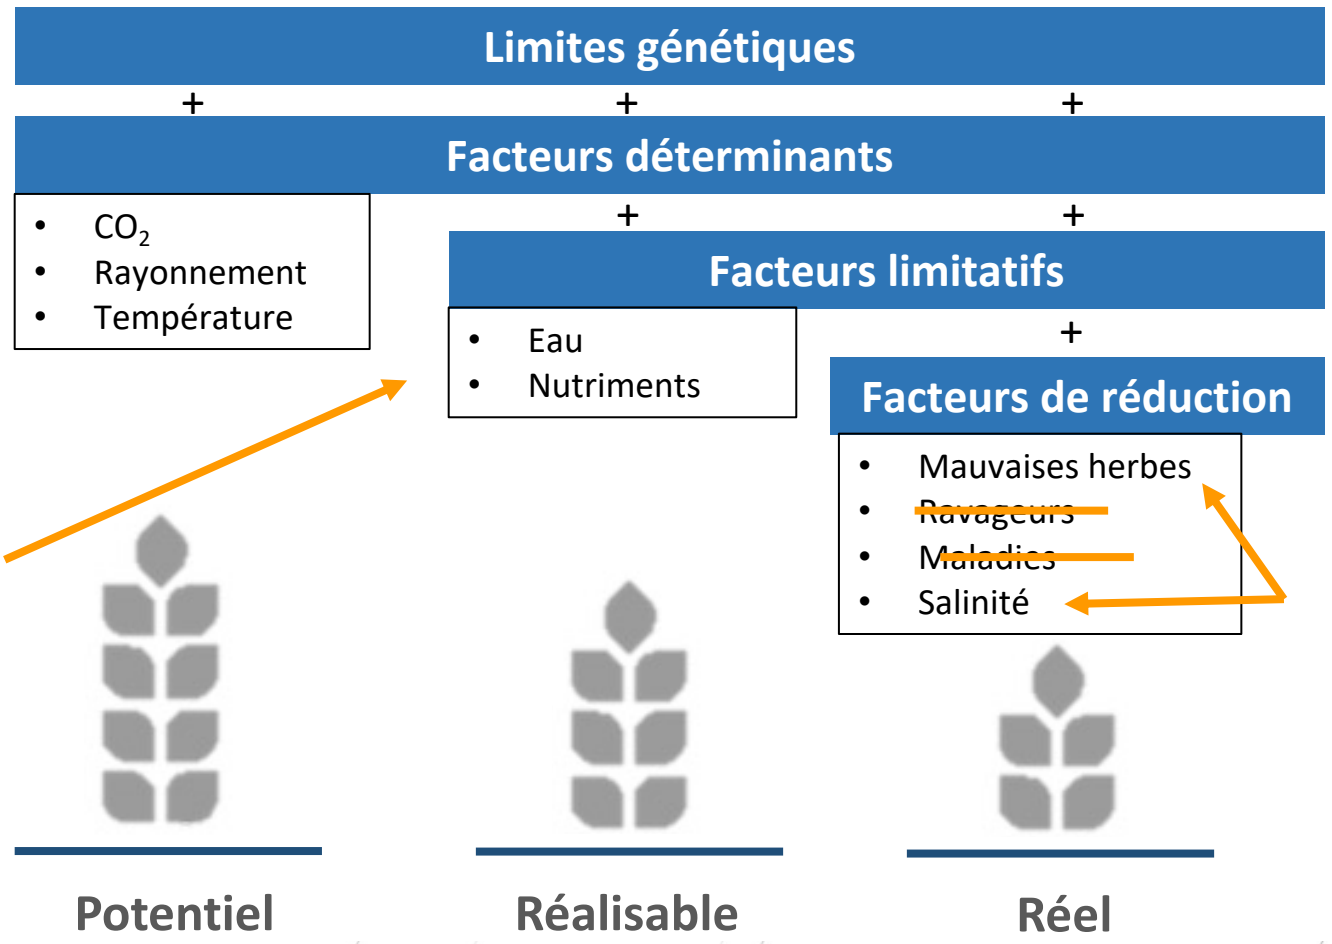 Limites génétiques
+ + +
Facteurs déterminants
• CO₂
• Rayonnement
• Température
+ +
Facteurs limitatifs
• Eau
• Nutriments
+
Facteurs de réduction
• Mauvaises herbes
• Ravageurs
• Maladies
• Salinité
Potentiel
Réalisable
Réel